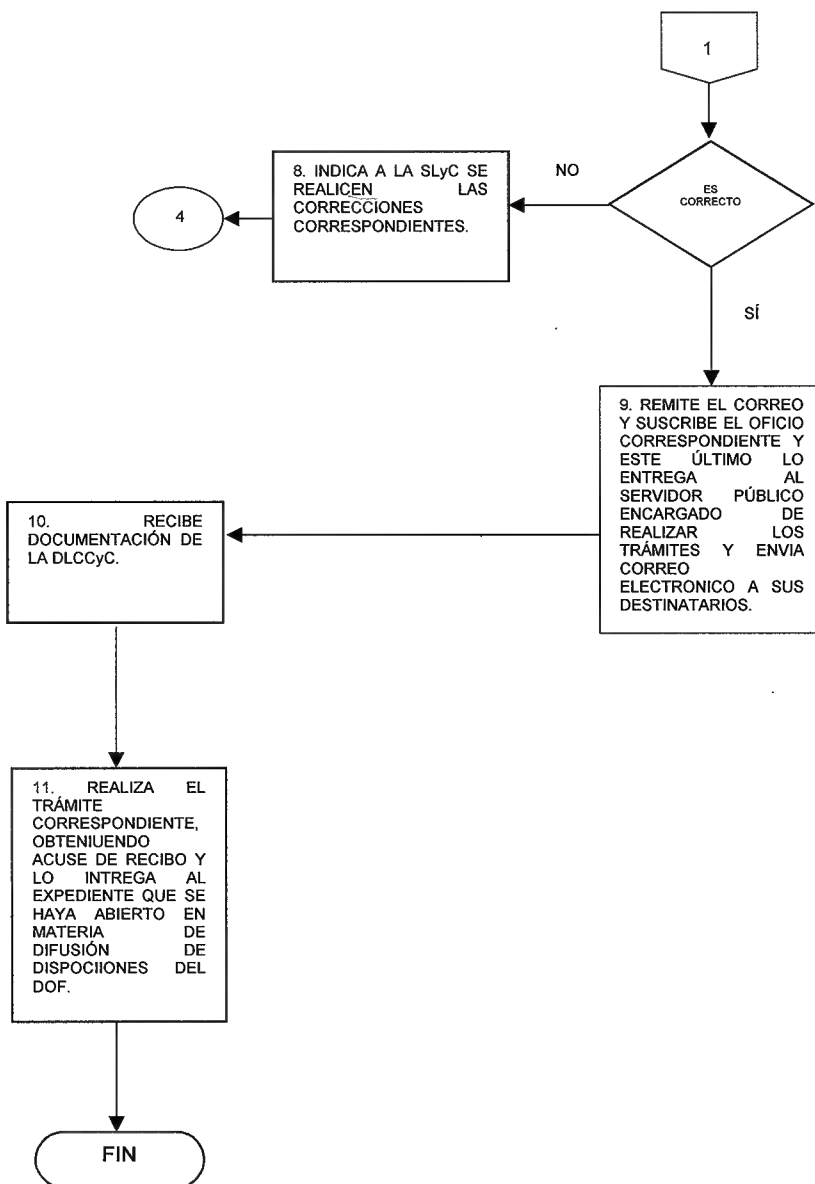 1
ES
CORRECTO
NO
8. INDICA A LA SLyC SE
REALICEN LAS
CORRECCIONES
CORRESPONDIENTES.
4
SÍ
9. REMITE EL CORREO
Y SUSCRIBE EL OFICIO
CORRESPONDIENTE Y
ESTE ÚLTIMO LO
ENTREGA AL
SERVIDOR PÚBLICO
ENCARGADO DE
REALIZAR LOS
TRÁMITES Y ENVIA
CORREO
ELECTRONICO A SUS
DESTINATARIOS.
10. RECIBE
DOCUMENTACIÓN DE
LA DLCCyC.
11. REALIZA EL
TRÁMITE
CORRESPONDIENTE,
OBTENIUENDO
ACUSE DE RECIBO Y
LO INTREGA AL
EXPEDIENTE QUE SE
HAYA ABIERTO EN
MATERIA DE
DIFUSIÓN DE
DISPOCIIONES DEL
DOF.
FIN